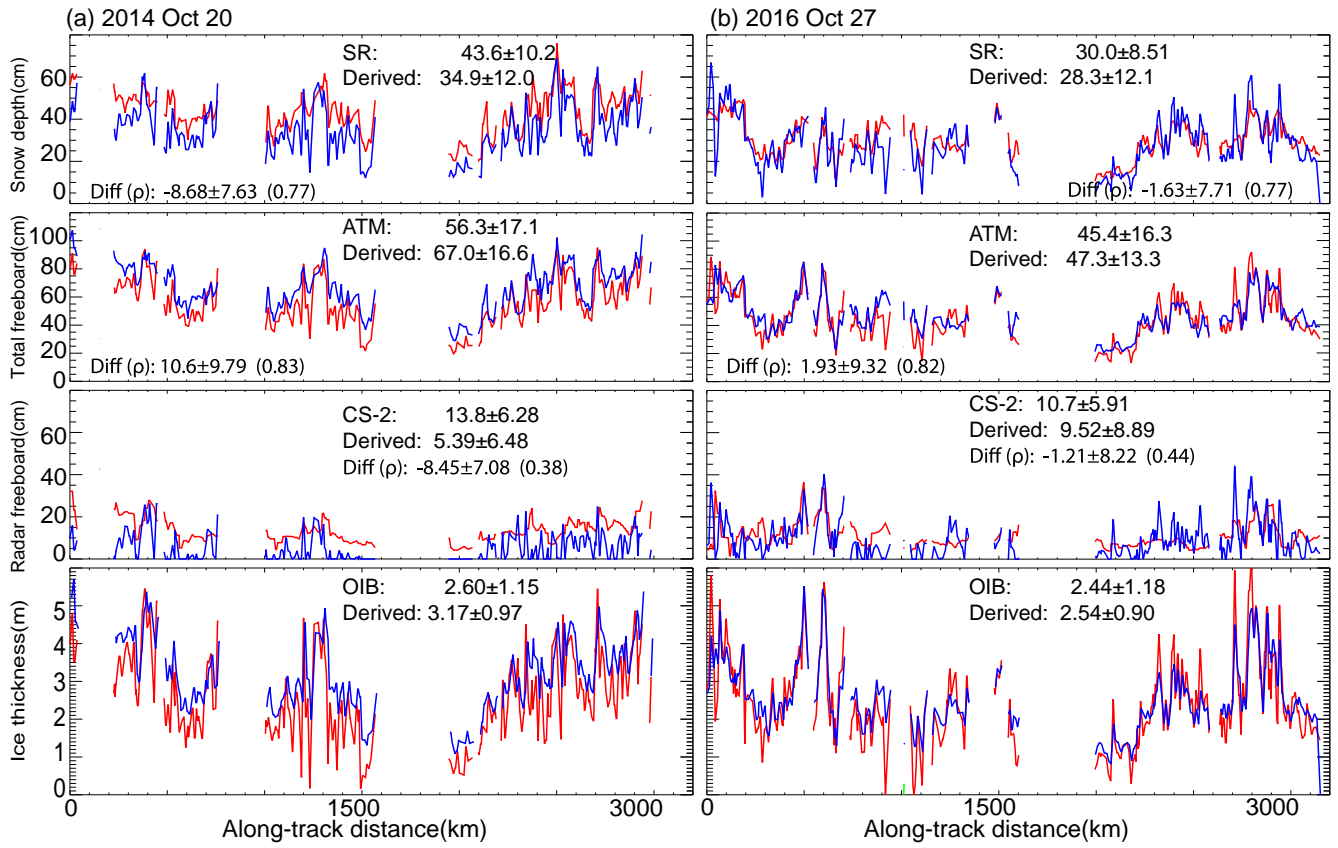 (a) 2014 Oct 20
(b) 2016 Oct 27
Snow depth(cm)
60
40
20
0
SR: 43.6±10.2
Derived: 34.9±12.0
Diff (ρ): -8.68±7.63 (0.77)
SR: 30.0±8.51
Derived: 28.3±12.1
Diff (ρ): -1.63±7.71 (0.77)
Total freeboard(cm)
100
80
60
40
20
0
ATM: 56.3±17.1
Derived: 67.0±16.6
Diff (ρ): 10.6±9.79 (0.83)
ATM: 45.4±16.3
Derived: 47.3±13.3
Diff (ρ): 1.93±9.32 (0.82)
Radar freeboard(cm)
60
40
20
0
CS-2: 13.8±6.28
Derived: 5.39±6.48
Diff (ρ): -8.45±7.08 (0.38)
CS-2: 10.7±5.91
Derived: 9.52±8.89
Diff (ρ): -1.21±8.22 (0.44)
Ice thickness(m)
5
4
3
2
1
0
OIB: 2.60±1.15
Derived: 3.17±0.97
OIB: 2.44±1.18
Derived: 2.54±0.90
0 1500 3000
0 1500 3000
Along-track distance(km)
Along-track distance(km)